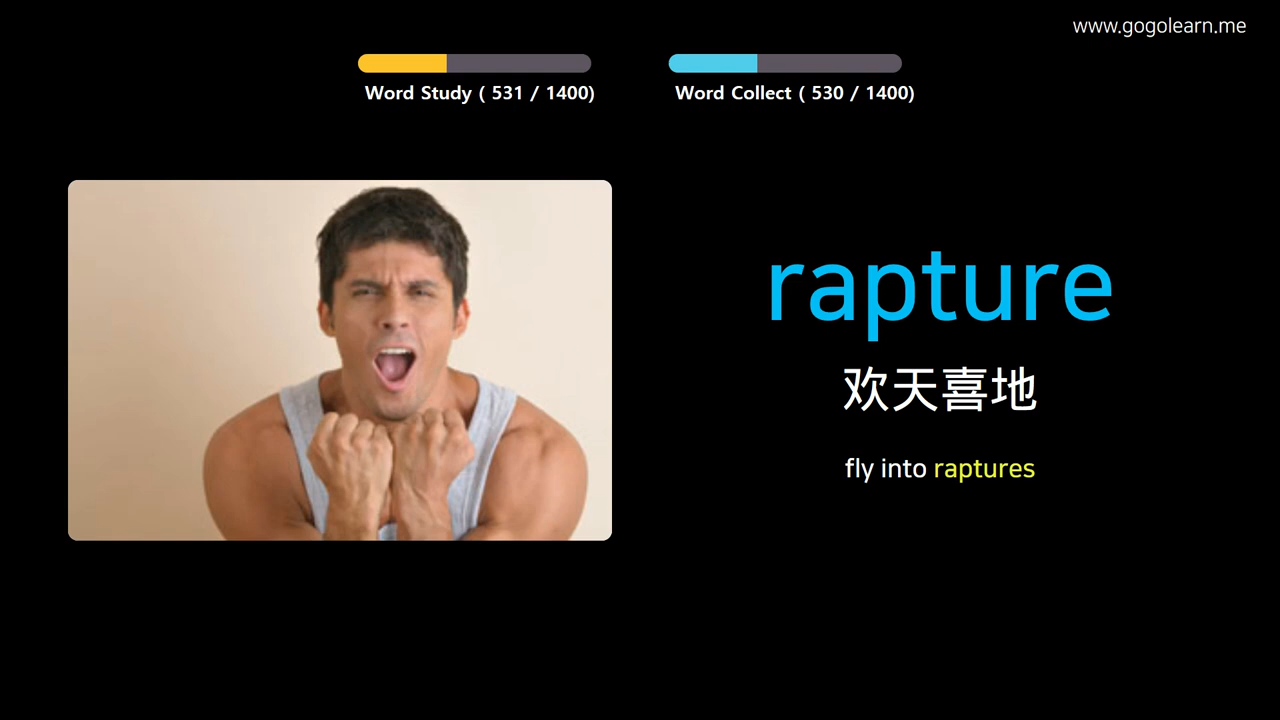 www.gogolearn.me
Word Study ( 531 / 1400)
Word Collect ( 530 / 1400)
rapture
欢天喜地
fly into raptures